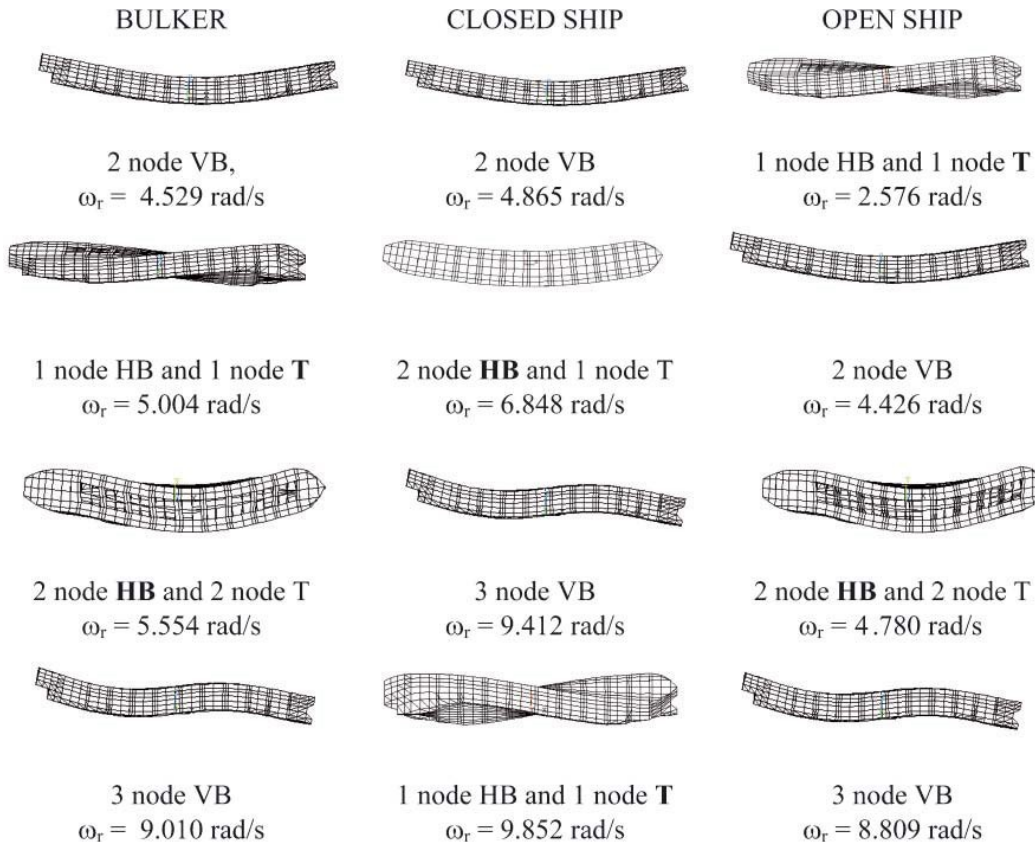 BULKER CLOSED SHIP OPEN SHIP
2 node VB, 2 node VB 1 node HB and 1 node T
ωr = 4.529 rad/s ωr = 4.865 rad/s ωr = 2.576 rad/s
1 node HB and 1 node T 2 node HB and 1 node T 2 node VB
ωr = 5.004 rad/s ωr = 6.848 rad/s ωr = 4.426 rad/s
2 node HB and 2 node T 3 node VB 2 node HB and 2 node T
ωr = 5.554 rad/s ωr = 9.412 rad/s ωr = 4.780 rad/s
3 node VB 1 node HB and 1 node T 3 node VB
ωr = 9.010 rad/s ωr = 9.852 rad/s ωr = 8.809 rad/s